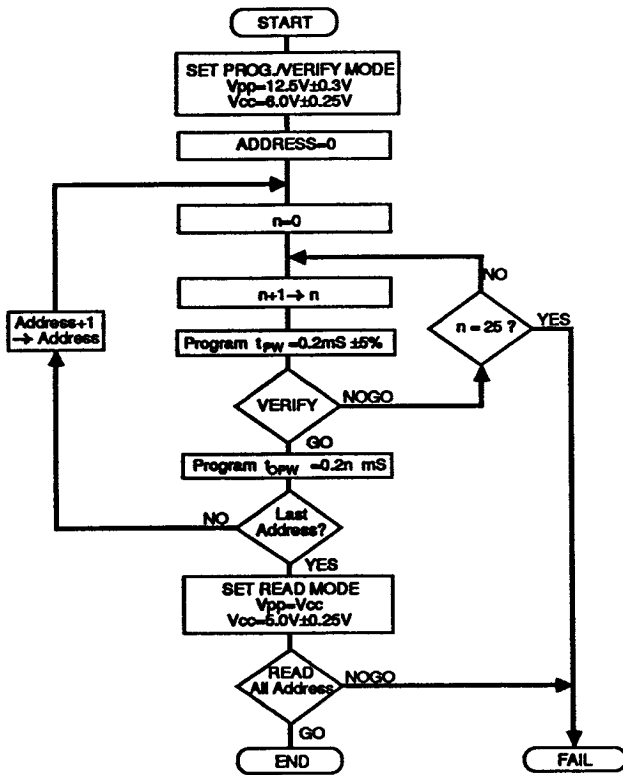 START
SET PROG./VERIFY MODE
Vpp=12.5V±0.3V
Vcc=6.0V±0.25V
ADDRESS=0
n=0
NO
n+1→n
n = 25 ?
YES
Address+1
→ Address
Program tPW =0.2mS ±5%
VERIFY
NOGO
GO
Program tOPW =0.2n mS
NO
Last
Address?
YES
SET READ MODE
Vpp=Vcc
Vcc=5.0V±0.25V
READ
All Address
NOGO
GO
END
FAIL